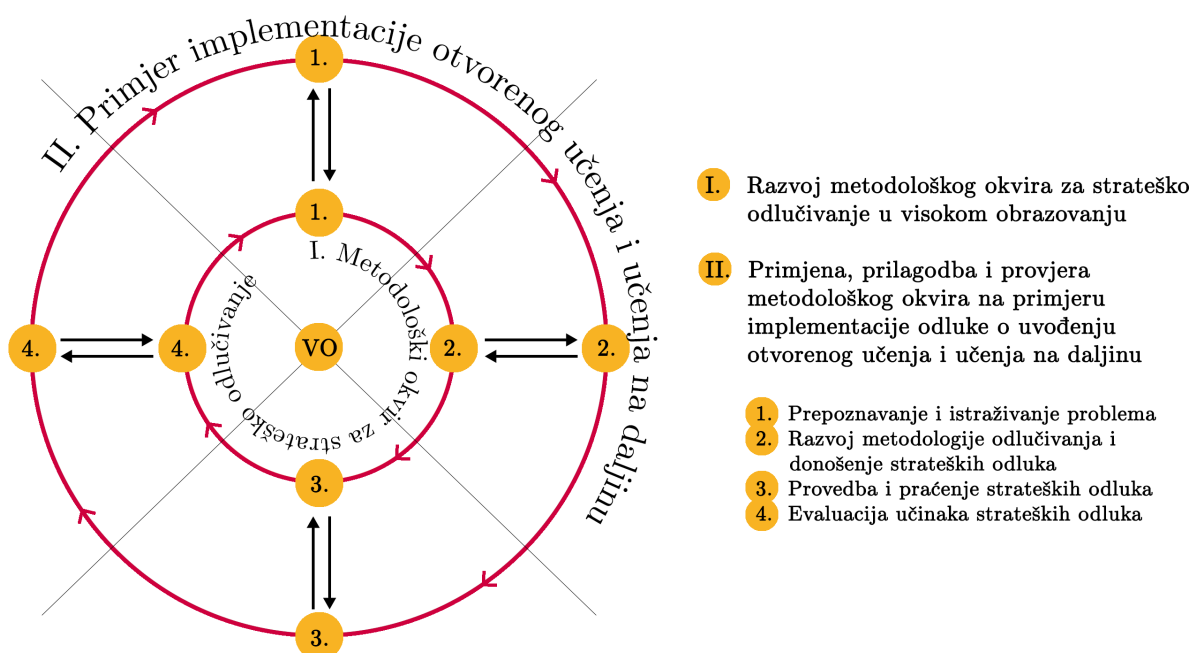 II. Primjer implementacije otvorenog učenja i učenja na daljinu
1.
1.
I. Metodološki okvir za strateško odlučivanje
4.
4.
VO
2.
2.
3.
3.
I. Razvoj metodološkog okvira za strateško
odlučivanje u visokom obrazovanju
II. Primjena, prilagodba i provjera
metodološkog okvira na primjeru
implementacije odluke o uvođenju
otvorenog učenja i učenja na daljinu
1. Prepoznavanje i istraživanje problema
2. Razvoj metodologije odlučivanja i
donošenje strateških odluka
3. Provedba i praćenje strateških odluka
4. Evaluacija učinaka strateških odluka